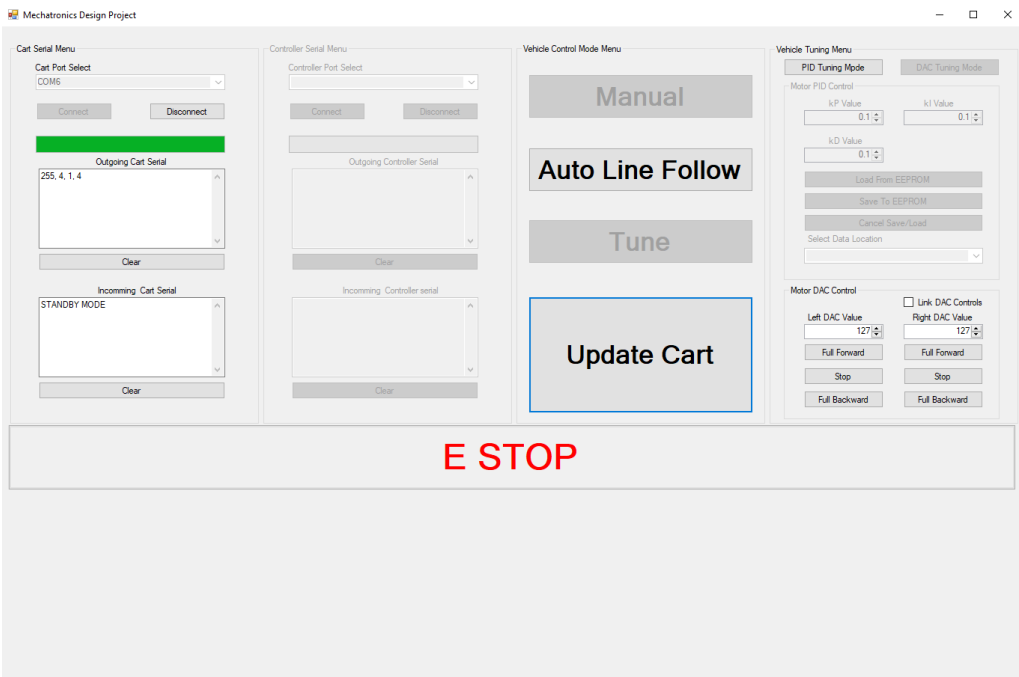 Mechatronics Design Project
Cart Serial Menu
Cart Port Select
COM6
Connect
Disconnect
Outgoing Cart Serial
255, 4, 1, 4
Clear
Incomming Cart Serial
STANDBY MODE
Clear
Controller Serial Menu
Controller Port Select
Connect
Disconnect
Outgoing Controller Serial
Clear
Incomming Controller serial
Clear
Vehicle Control Mode Menu
Manual
Auto Line Follow
Tune
Update Cart
Vehicle Tuning Menu
PID Tuning Mode
DAC Tuning Mode
Motor PID Control
kP Value
kI Value
0.1
0.1
kD Value
0.1
Load From EEPROM
Save To EEPROM
Cancel Save/Load
Select Data Location
Motor DAC Control
Link DAC Controls
Left DAC Value
Right DAC Value
127
127
Full Forward
Full Forward
Stop
Stop
Full Backward
Full Backward
E STOP